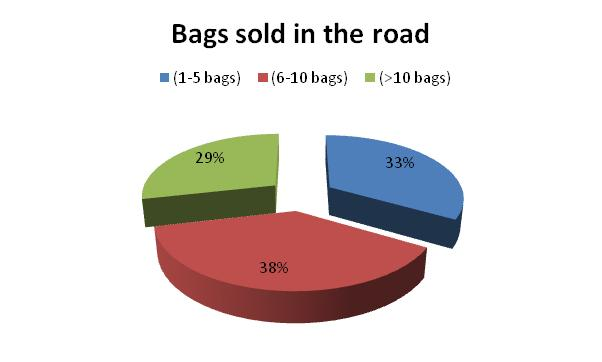 Bags sold in the road
(1-5 bags) (6-10 bags) (>10 bags)
29% 33%
38%